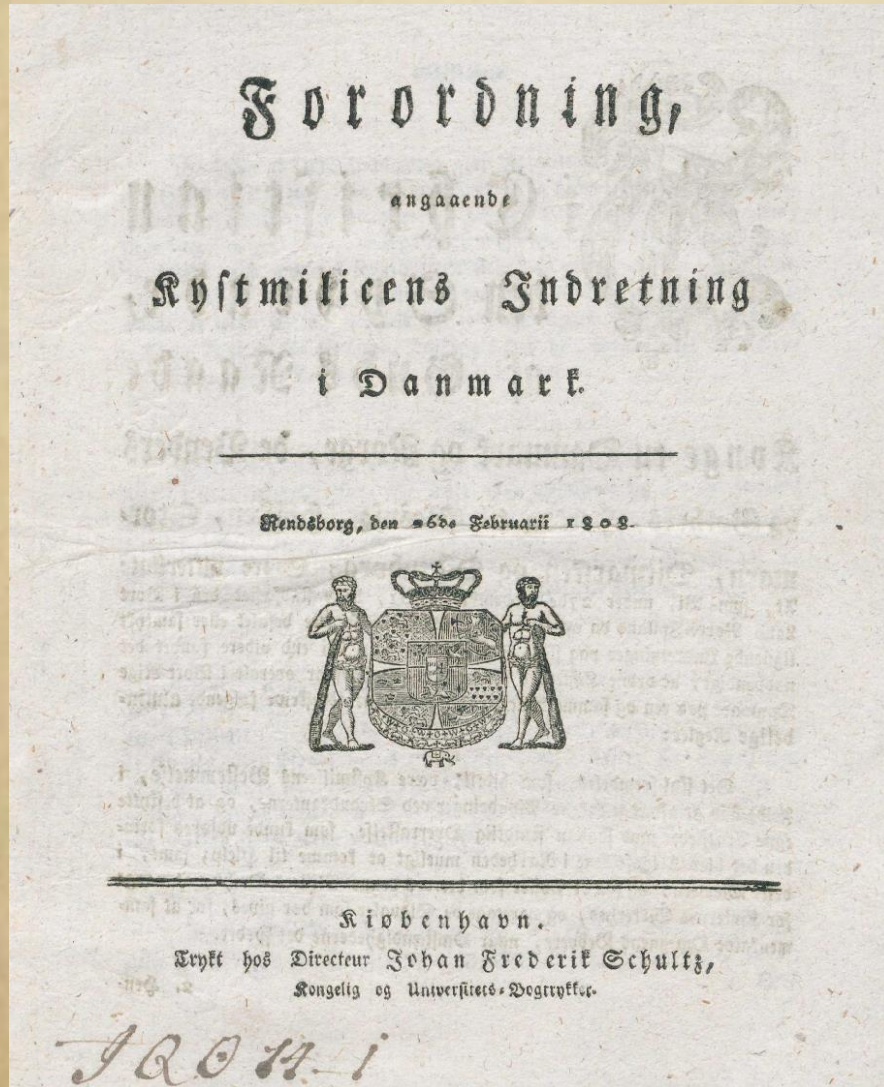 Forordning,
angaaende
Kystmilicens Indretning
i Danmark.
Rendsborg, den 26de Februarii 1808.
Kiøbenhavn.
Trykt hos Directeur Johan Frederik Schultz,
Kongelig og Universitets-Bogtrykker.